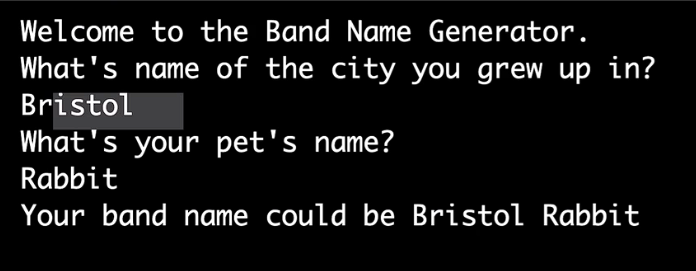 Welcome to the Band Name Generator.
What's name of the city you grew up in?
Bristol
What's your pet's name?
Rabbit
Your band name could be Bristol Rabbit